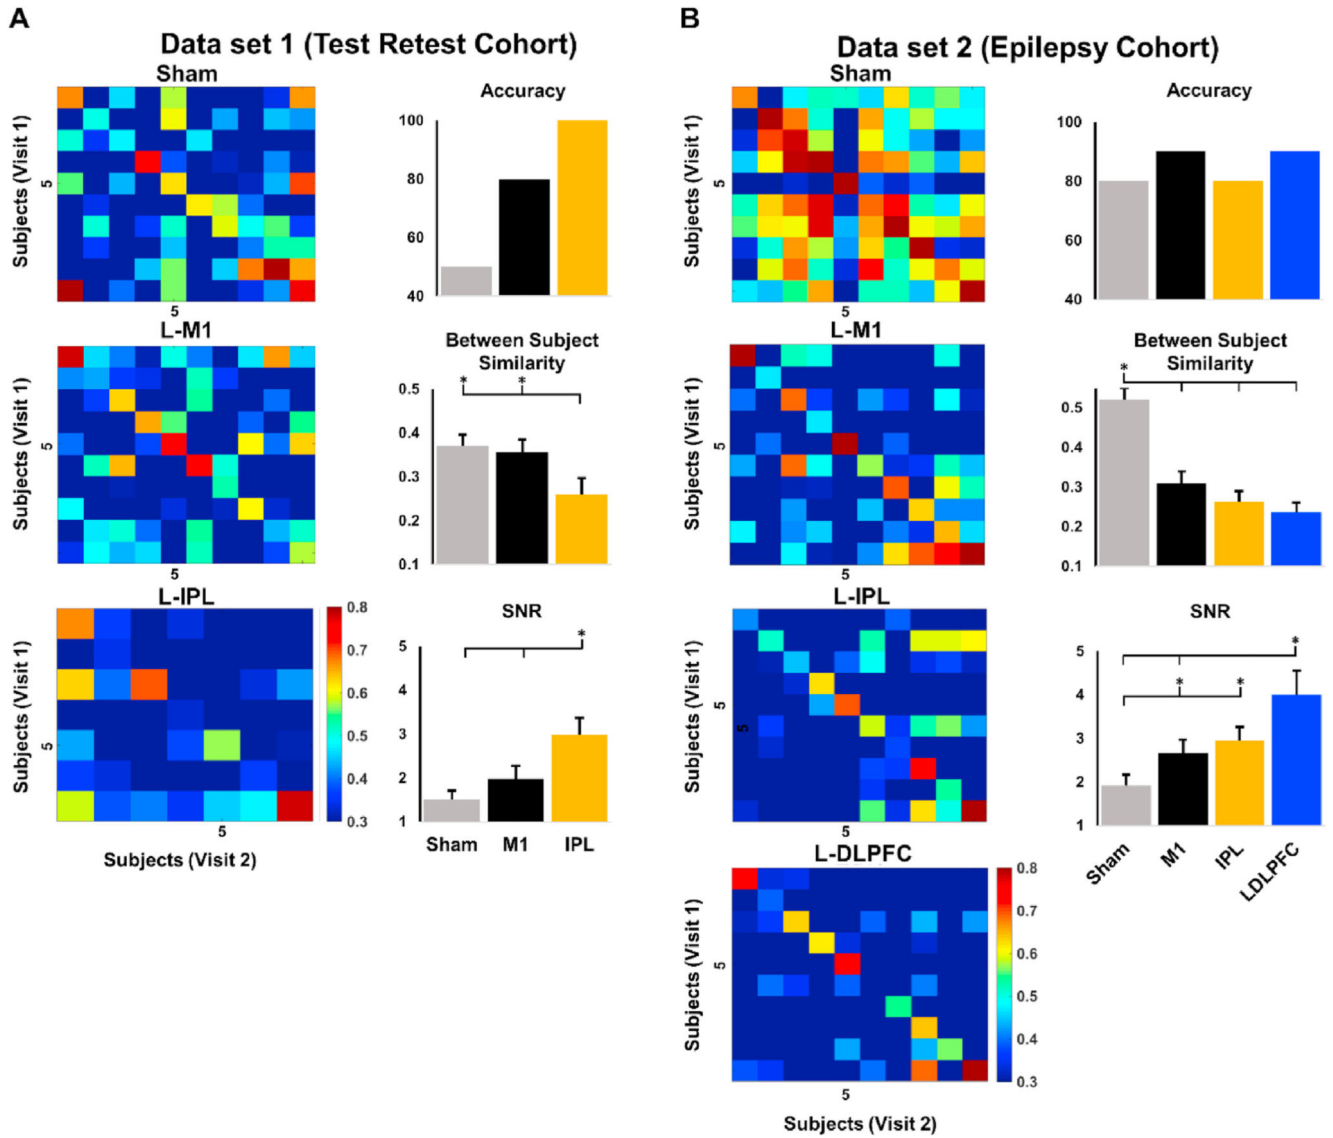 A
Data set 1 (Test Retest Cohort)
Sham
Subjects (Visit 1)
5
5
Accuracy
100
80
60
40
L-M1
Subjects (Visit 1)
5
5
Between Subject
Similarity
0.5
0.4
0.3
0.2
0.1
* *
L-IPL
Subjects (Visit 1)
5
5
Subjects (Visit 2)
0.8
0.7
0.6
0.5
0.4
0.3
SNR
5
4
3
2
1
*
Sham M1 IPL
B
Data set 2 (Epilepsy Cohort)
Sham
Subjects (Visit 1)
5
5
Accuracy
100
80
60
40
L-M1
Subjects (Visit 1)
5
5
Between Subject
Similarity
*
0.5
0.3
0.2
0.1
L-IPL
Subjects (Visit 1)
5
5
5
SNR
5
4
3
2
1
*
* *
Sham M1 IPL LDLPFC
L-DLPFC
Subjects (Visit 1)
5
5
Subjects (Visit 2)
0.8
0.7
0.6
0.5
0.4
0.3